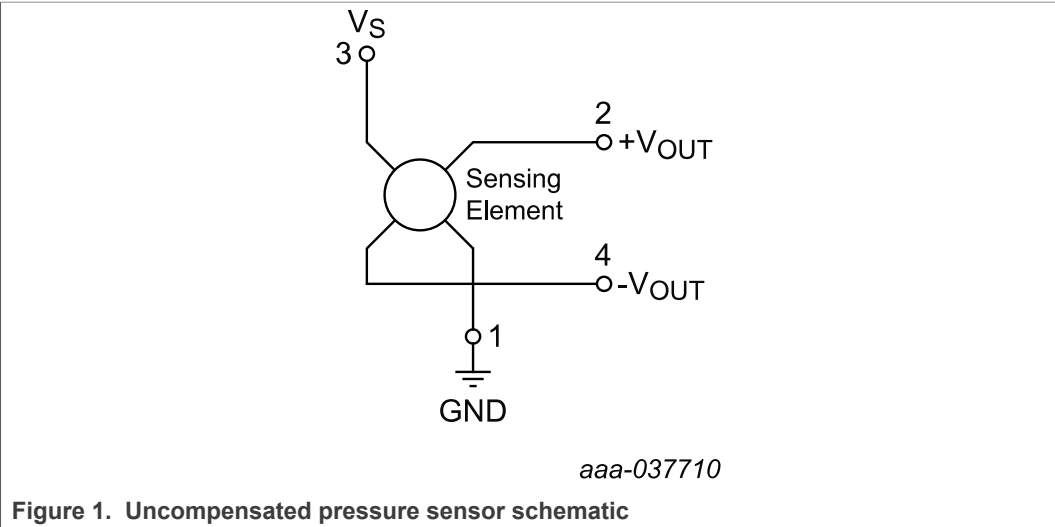 VS
3
2
+VOUT
Sensing
Element
4
-VOUT
1
GND
aaa-037710
Figure 1. Uncompensated pressure sensor schematic